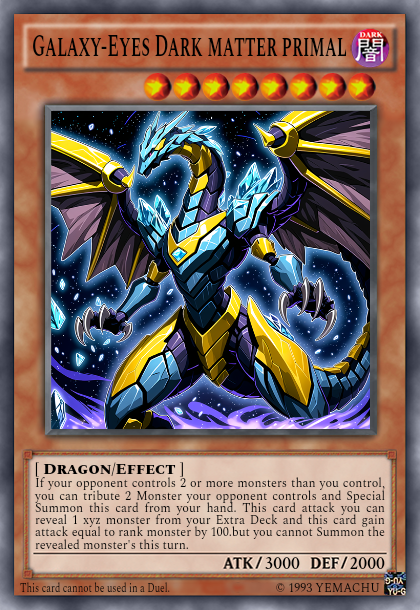 Galaxy-Eyes Dark matter primal
DARK
闇
[ Dragon/Effect ]
If your opponent controls 2 or more monsters than you control,
you can tribute 2 Monster your opponent controls and Special
Summon this card from your hand. This card attack you can
reveal 1 xyz monster from your Extra Deck and this card gain
attack equal to rank monster by 100.but you cannot Summon the
revealed monster's this turn.
ATK/3000 DEF/2000
This card cannot be used in a Duel.
© 1993 YEMACHU